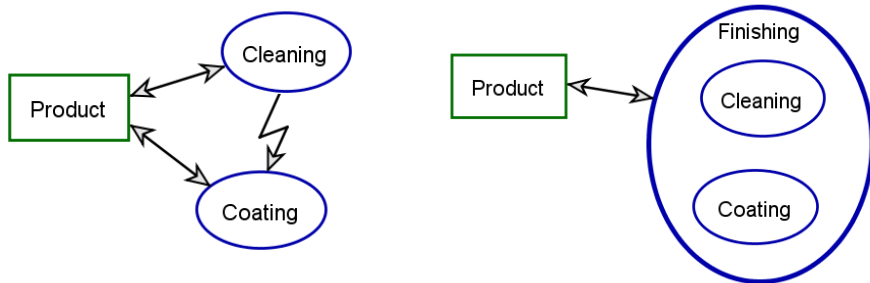 Cleaning
Product
Coating
Finishing
Product
Cleaning
Coating